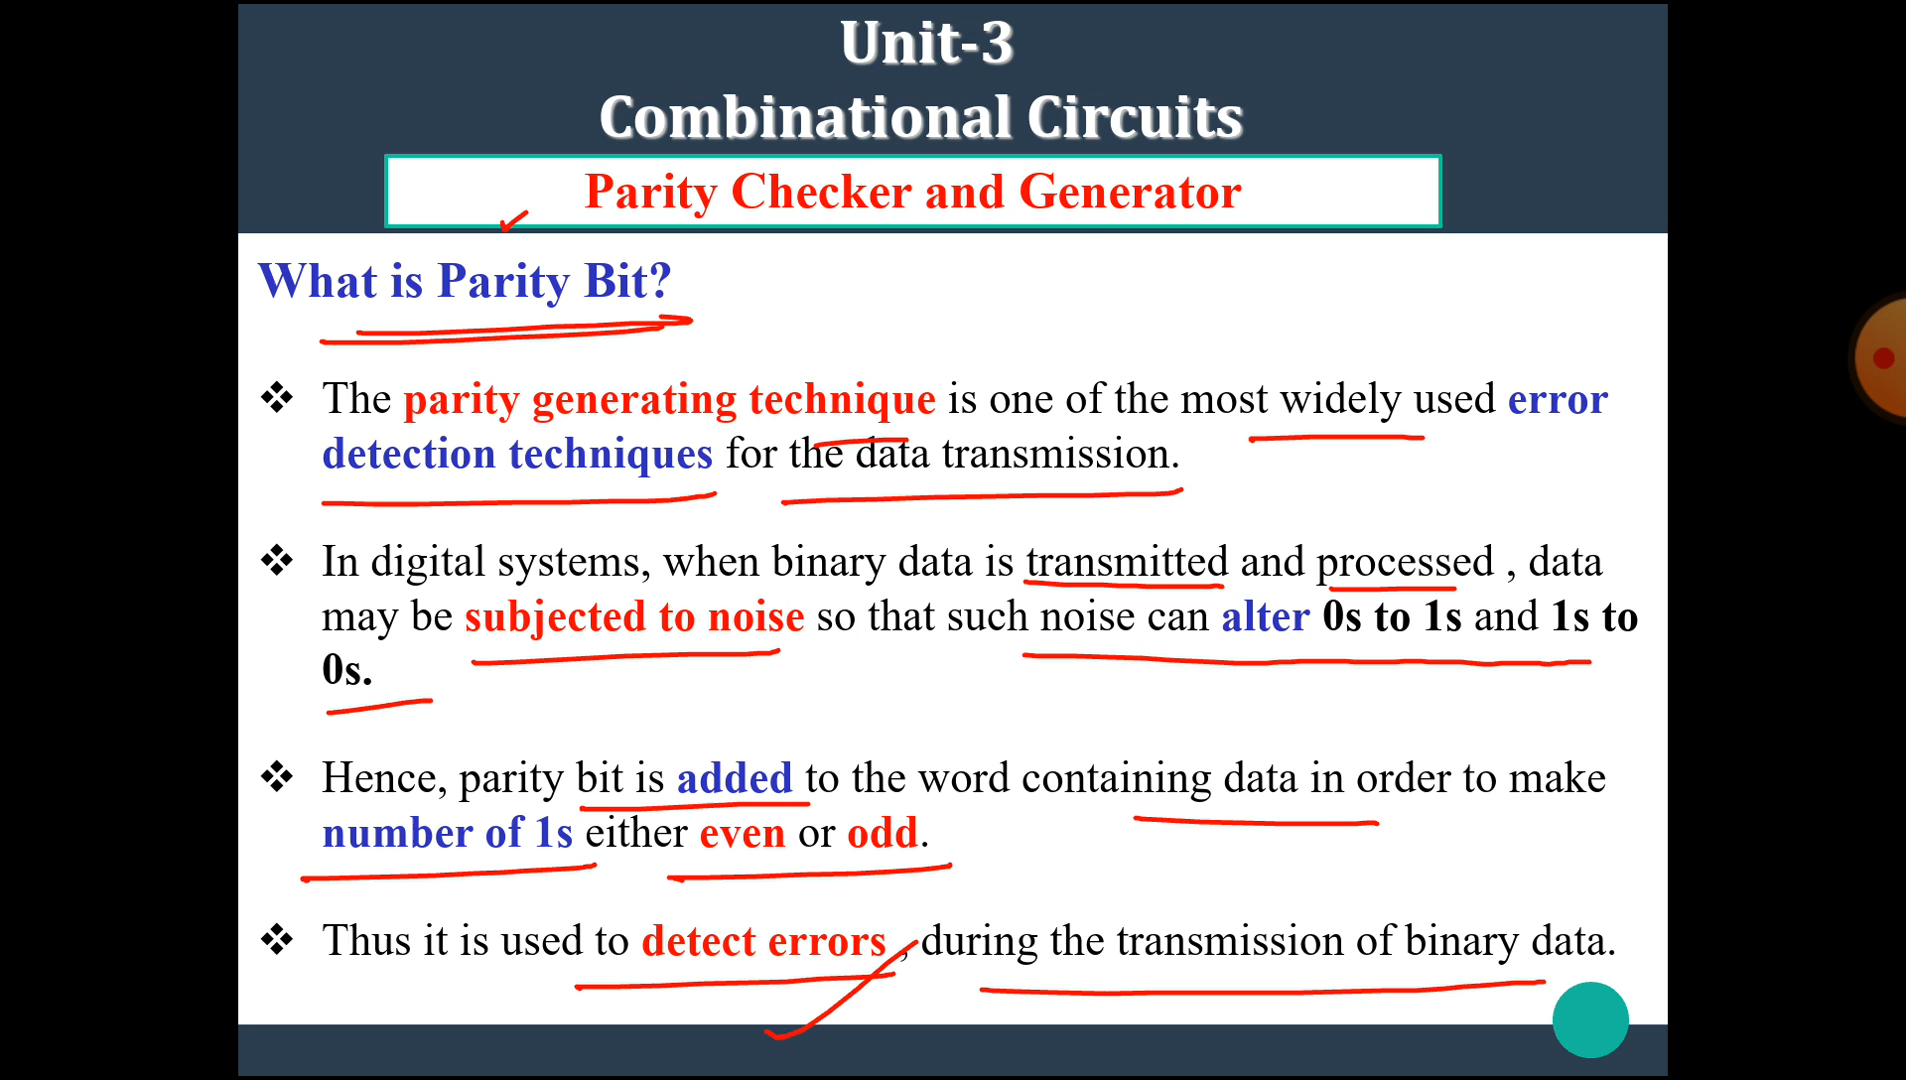 Unit-3
Combinational Circuits
Parity Checker and Generator
What is Parity Bit?
❖ The parity generating technique is one of the most widely used error
detection techniques for the data transmission.
❖ In digital systems, when binary data is transmitted and processed , data
may be subjected to noise so that such noise can alter 0s to 1s and 1s to
0s.
❖ Hence, parity bit is added to the word containing data in order to make
number of 1s either even or odd.
❖ Thus it is used to detect errors , during the transmission of binary data.